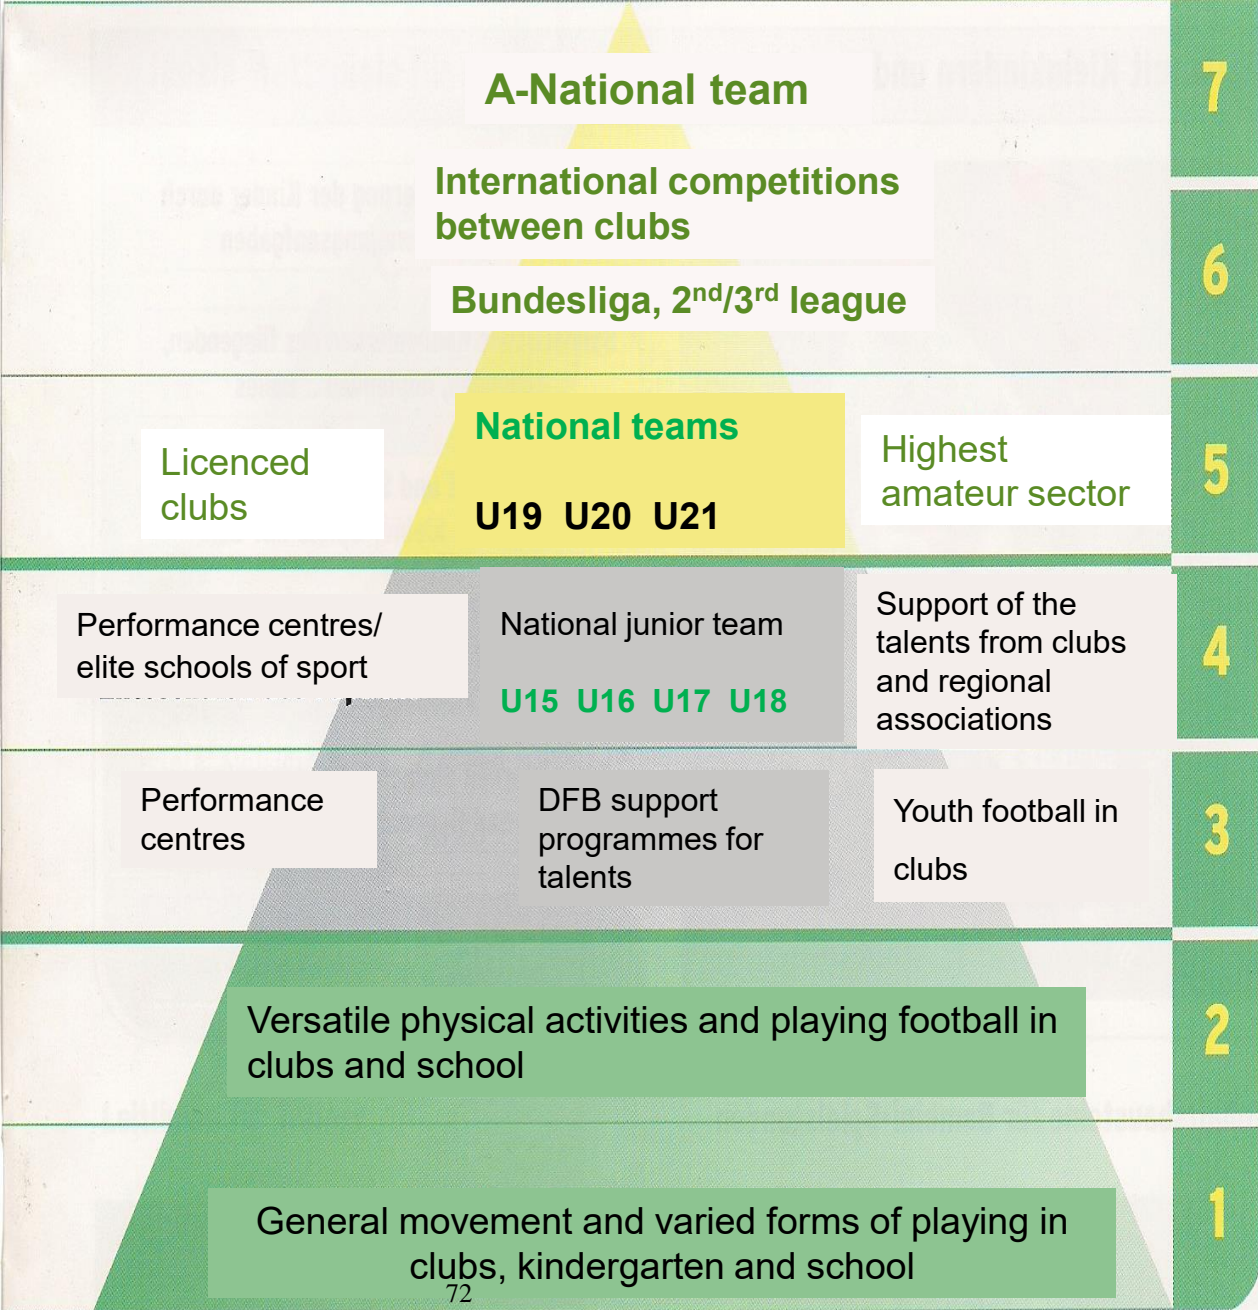 A-National team
7
International competitions
between clubs
6
Bundesliga, 2nd/3rd league
Licenced
clubs
National teams
U19 U20 U21
Highest
amateur sector
5
Performance centres/
elite schools of sport
National junior team
U15 U16 U17 U18
Support of the
talents from clubs
and regional
associations
4
Performance
centres
DFB support
programmes for
talents
Youth football in
clubs
3
Versatile physical activities and playing football in
clubs and school
2
General movement and varied forms of playing in
clubs, kindergarten and school
1
72